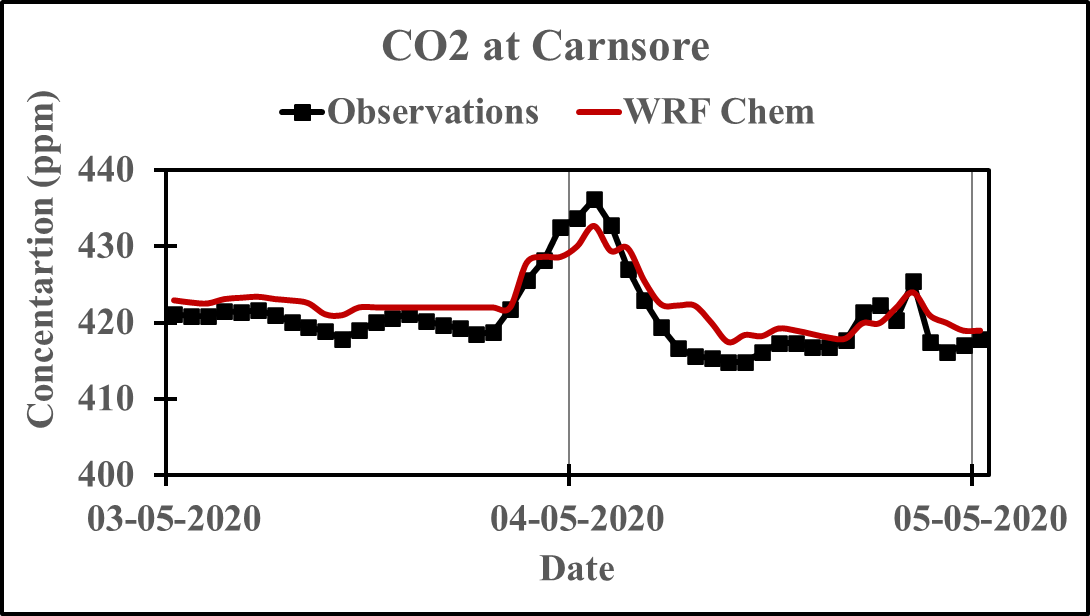 CO2 at Carnsore
Observations WRF Chem
Concentartion (ppm)
440
430
420
410
400
03-05-2020 04-05-2020 05-05-2020
Date